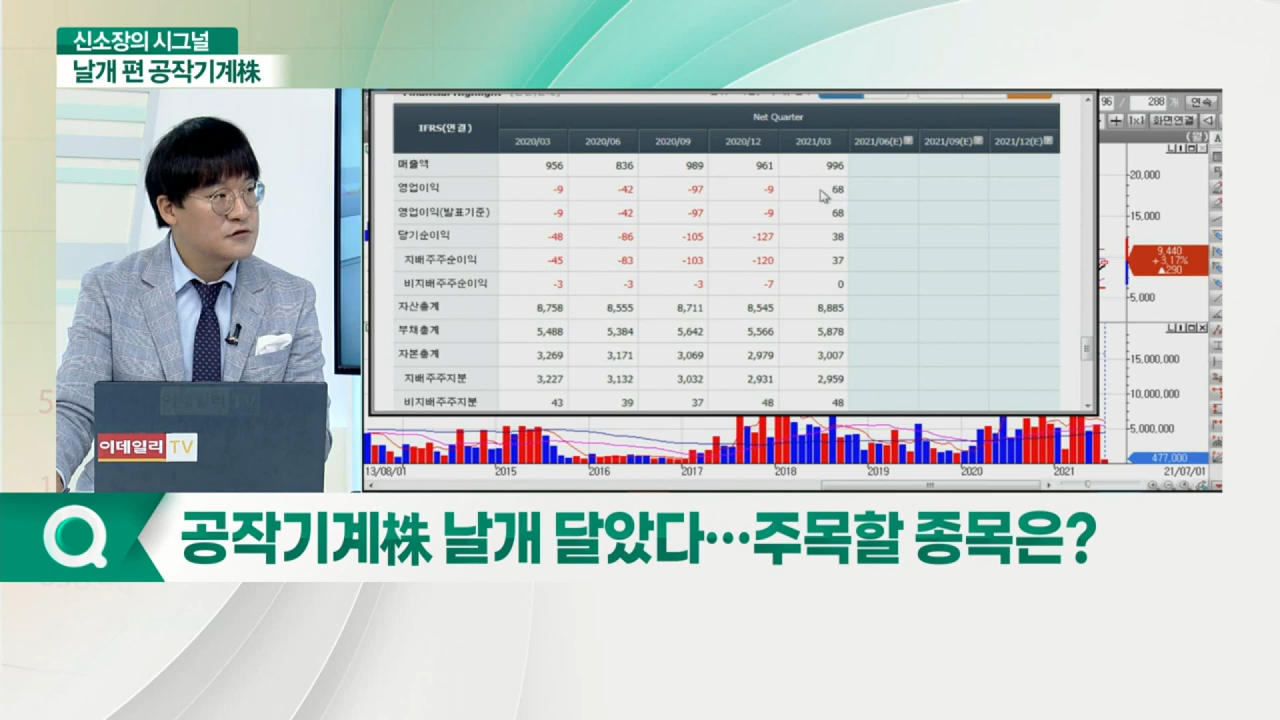 신소장의 시그널
날개 편 공작기계株
이데일리 TV
96 / 288 개 연속
1x1 화면연결
(월)
IFRS(연결)
Net Quarter
2020/03 2020/06 2020/09 2020/12 2021/03 2021/06(E) 2021/09(E) 2021/12(E)
매출액 956 836 989 961 996
영업이익 -9 -42 -97 -9 68
영업이익(발표기준) -9 -42 -97 -9 68
당기순이익 -48 -86 -105 -127 38
지배주주순이익 -45 -83 -103 -120 37
비지배주주순이익 -3 -3 -3 -7 0
자산총계 8,758 8,555 8,711 8,545 8,885
부채총계 5,488 5,384 5,642 5,566 5,878
자본총계 3,269 3,171 3,069 2,979 3,007
지배주주지분 3,227 3,132 3,032 2,931 2,959
비지배주주지분 43 39 37 48 48
20,000
15,000
9,440
+3,17%
▲290
5,000
15,000,000
10,000,000
5,000,000
477,000
13/08/01 2015 2016 2017 2018 2019 2020 2021 21/07/01
공작기계株 날개 달았다…주목할 종목은?